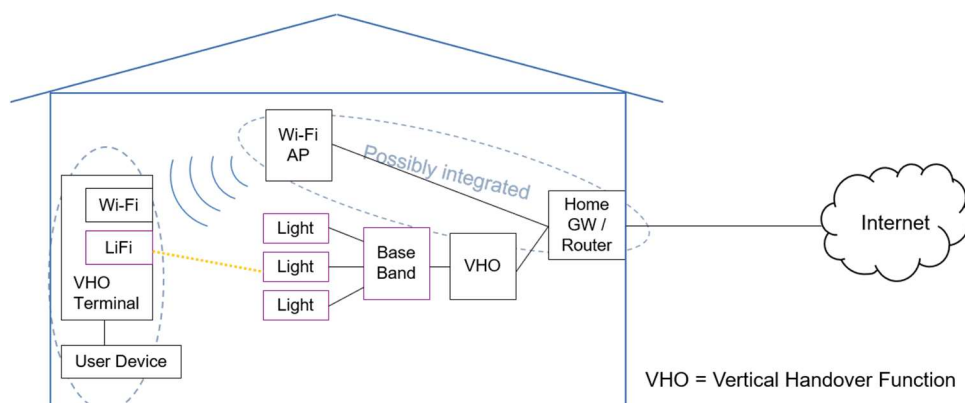 Wi-Fi
AP
Possibly integrated
Wi-Fi
LiFi
VHO
Terminal
User Device
Light
Light
Light
Base
Band
VHO
Home
GW /
Router
Internet
VHO = Vertical Handover Function